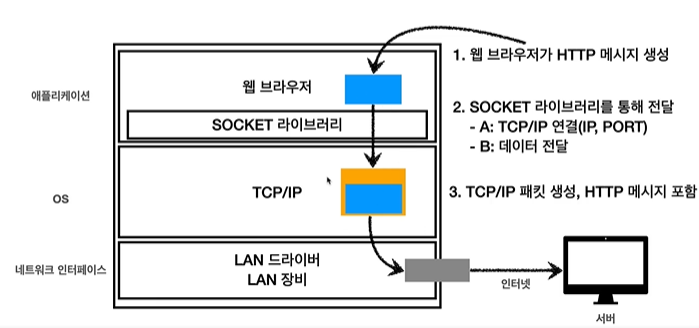 1. 웹 브라우저가 HTTP 메시지 생성
애플리케이션
웹 브라우저
SOCKET 라이브러리
2. SOCKET 라이브러리를 통해 전달
- A: TCP/IP 연결(IP, PORT)
- B: 데이터 전달
OS
TCP/IP
3. TCP/IP 패킷 생성, HTTP 메시지 포함
네트워크 인터페이스
LAN 드라이버
LAN 장비
인터넷
서버